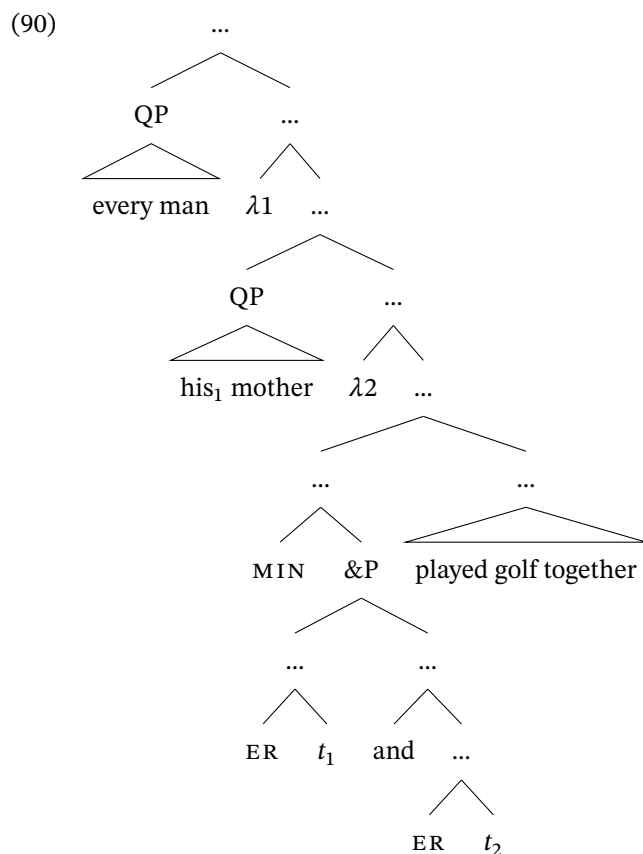 (90) ...
QP ...
every man λ1 ...
QP ...
his₁ mother λ2 ...
... ...
MIN &P played golf together
... ...
ER t₁ and ...
ER t₂